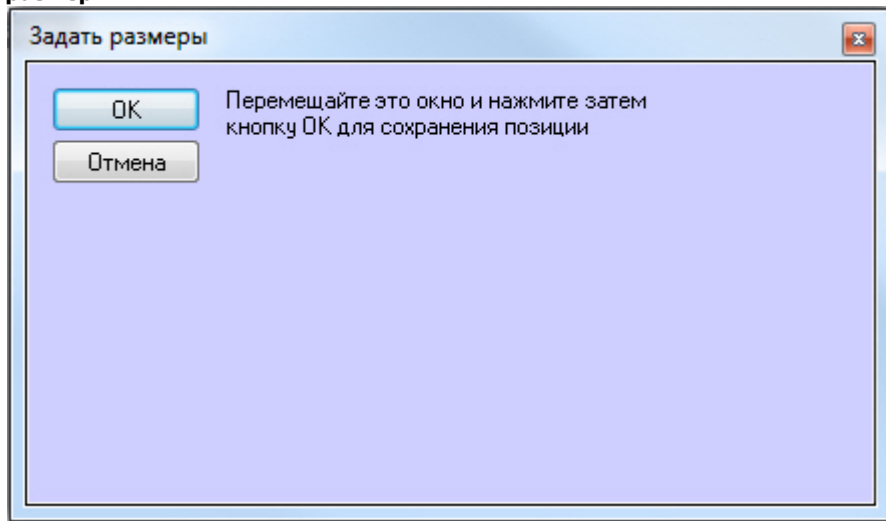 Задать размеры
OK
Перемещайте это окно и нажмите затем
кнопку OK для сохранения позиции
Отмена